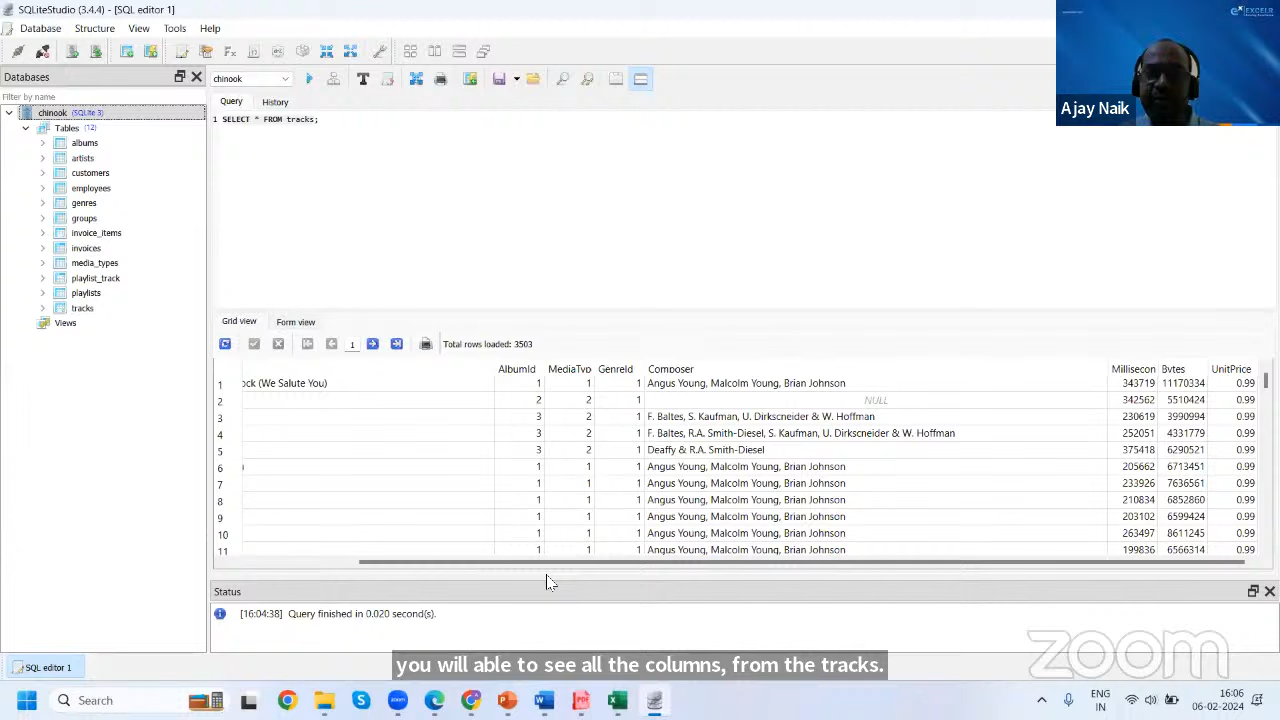 SQLiteStudio (3.4.4) - [SQL editor 1]
Database Structure View Tools Help
EXCELR
Databases
chinook
Filter by name
Query History
chinook (SQLite 3)
1 SELECT * FROM tracks;
Ajay Naik
Tables (12)
albums
artists
customers
employees
genres
groups
invoice_items
invoices
media_types
playlist_track
playlists
tracks
Views
Grid view Form view
1 Total rows loaded: 3503
AlbumId MediaTyp GenreId Composer Millisecon Bytes UnitPrice
1 ock (We Salute You) 1 1 1 Angus Young, Malcolm Young, Brian Johnson 343719 11170334 0.99
2 2 2 1 NULL 342562 5510424 0.99
3 3 2 1 F. Baltes, S. Kaufman, U. Dirkscneider & W. Hoffman 230619 3990994 0.99
4 3 2 1 F. Baltes, R.A. Smith-Diesel, S. Kaufman, U. Dirkscneider & W. Hoffman 252051 4331779 0.99
5 3 2 1 Deaffy & R.A. Smith-Diesel 375418 6290521 0.99
6 1 1 1 Angus Young, Malcolm Young, Brian Johnson 205662 6713451 0.99
7 1 1 1 Angus Young, Malcolm Young, Brian Johnson 233926 7636561 0.99
8 1 1 1 Angus Young, Malcolm Young, Brian Johnson 210834 6852860 0.99
9 1 1 1 Angus Young, Malcolm Young, Brian Johnson 203102 6599424 0.99
10 1 1 1 Angus Young, Malcolm Young, Brian Johnson 263497 8611245 0.99
11 1 1 1 Angus Young, Malcolm Young, Brian Johnson 199836 6566314 0.99
Status
[16:04:38] Query finished in 0.020 second(s).
zoom
SQL editor 1
you will able to see all the columns, from the tracks.
Search
ENG
IN
16:06
06-02-2024